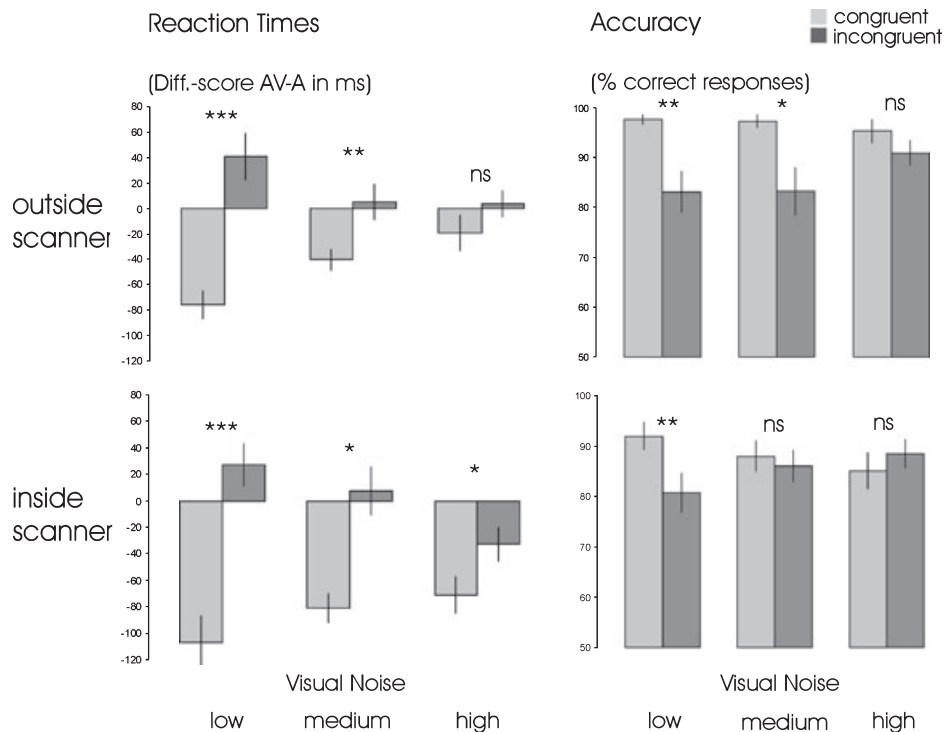 Reaction Times
Accuracy
congruent
incongruent
(Diff.-score AV-A in ms)
(% correct responses)
outside
scanner
80
60
40
20
0
-20
-40
-60
-80
-100
-120
***
**
ns
100
90
80
70
60
50
**
*
ns
inside
scanner
80
60
40
20
0
-20
-40
-60
-80
-100
-120
***
*
*
100
90
80
70
60
50
**
ns
ns
Visual Noise
low medium high
Visual Noise
low medium high